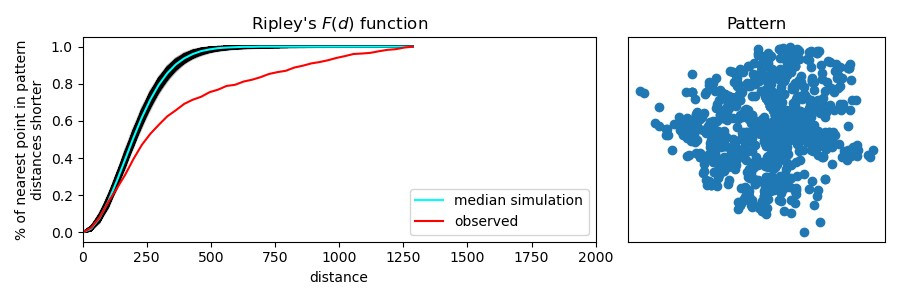 Ripley's F(d) function
Pattern
% of nearest point in pattern
distances shorter
1.0
0.8
0.6
0.4
0.2
0.0
median simulation
observed
0
250
500
750
1000
1250
1500
1750
2000
distance